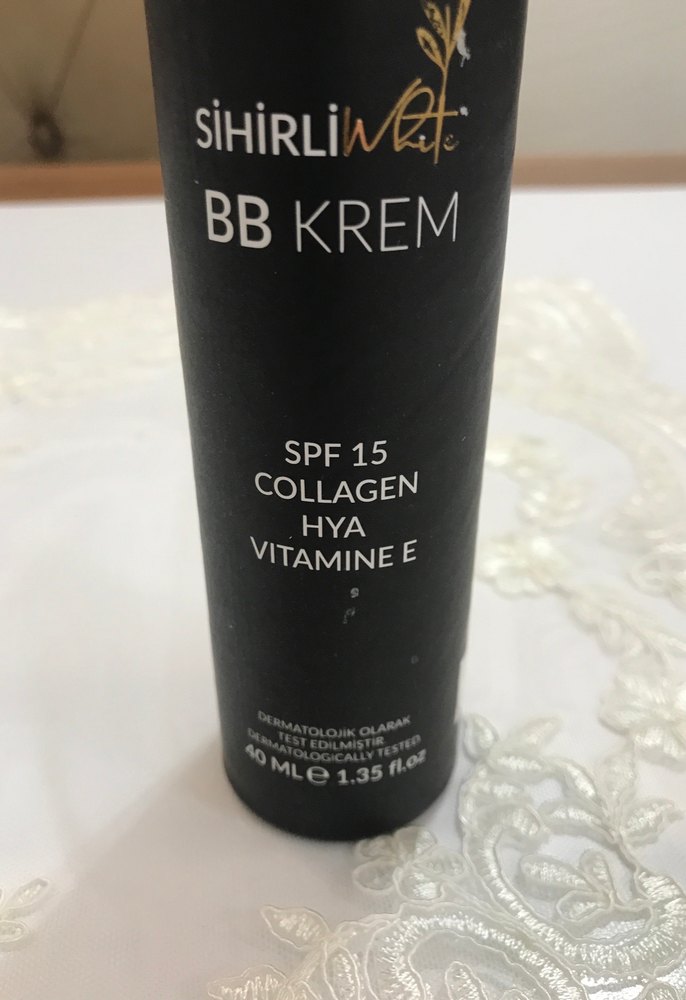 SİHİRLİWhite
BB KREM
SPF 15
COLLAGEN
HYA
VITAMINE E
DERMATOLOJİK OLARAK
TEST EDİLMİŞTİR
DERMATOLOGICALLY TESTED
40 ML ℮ 1.35 fl.oz